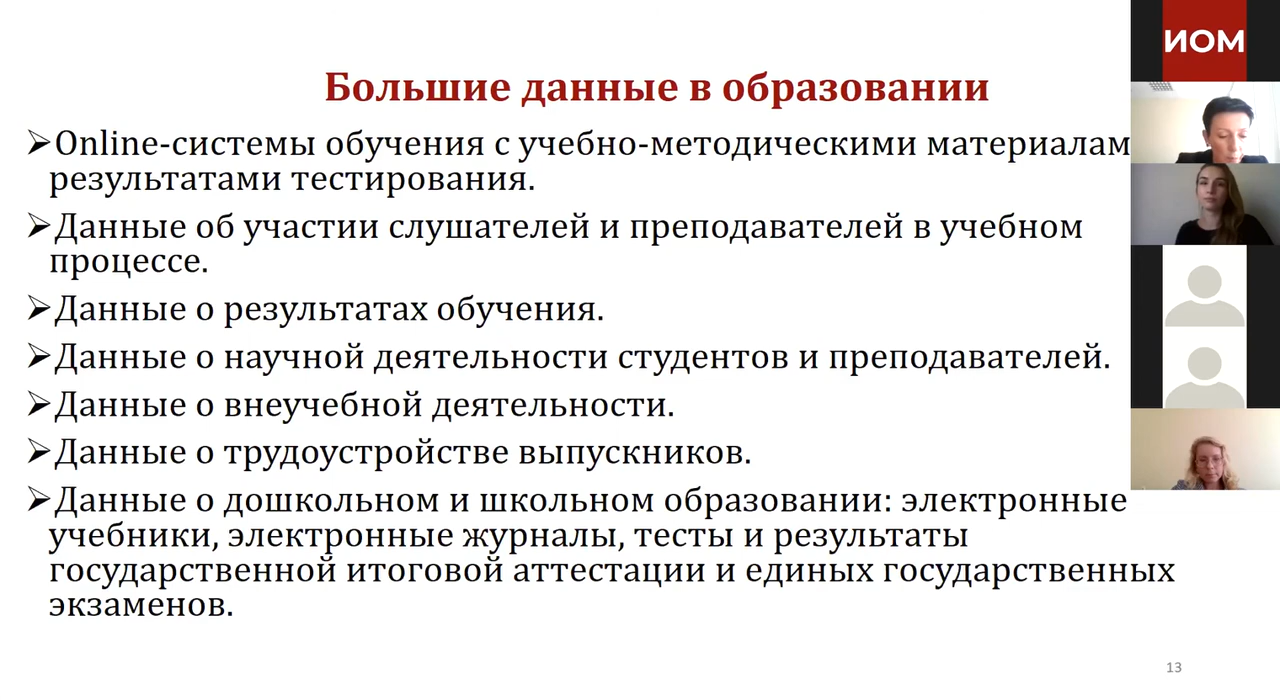 Большие данные в образовании
ИОМ
➢Online-системы обучения с учебно-методическими материалам
результатами тестирования.
➢Данные об участии слушателей и преподавателей в учебном
процессе.
➢Данные о результатах обучения.
➢Данные о научной деятельности студентов и преподавателей.
➢Данные о внеучебной деятельности.
➢Данные о трудоустройстве выпускников.
➢Данные о дошкольном и школьном образовании: электронные
учебники, электронные журналы, тесты и результаты
государственной итоговой аттестации и единых государственных
экзаменов.
13